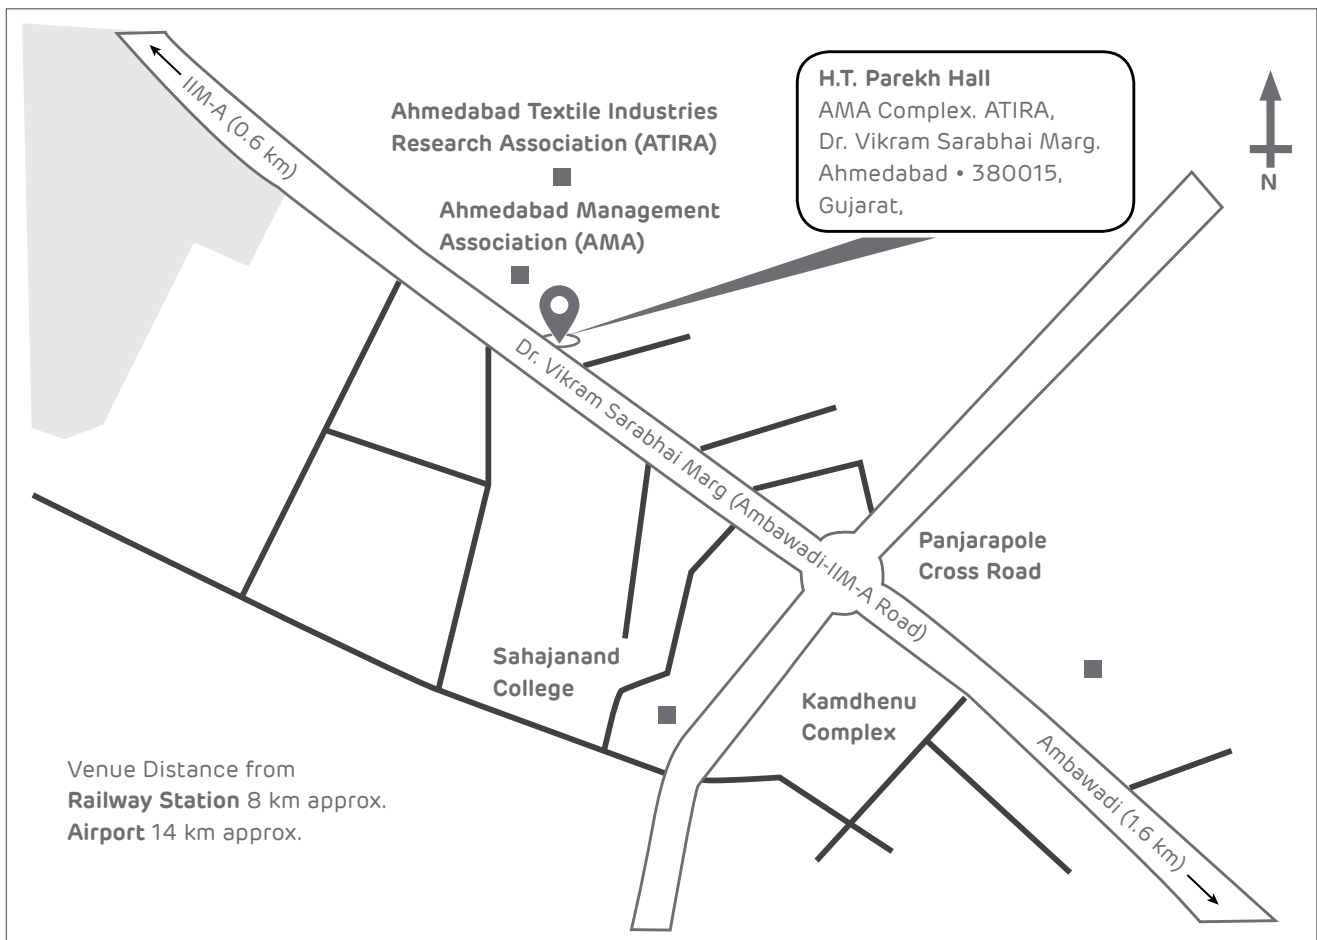 IIM-A (0.6 km)
Ahmedabad Textile Industries
Research Association (ATIRA)
Ahmedabad Management
Association (AMA)
H.T. Parekh Hall
AMA Complex. ATIRA,
Dr. Vikram Sarabhai Marg.
Ahmedabad • 380015,
Gujarat,
N
Dr. Vikram Sarabhai Marg (Ambawadi-IIM-A Road)
Panjarapole
Cross Road
Sahajanand
College
Kamdhenu
Complex
Ambawadi (1.6 km)
Venue Distance from
Railway Station 8 km approx.
Airport 14 km approx.